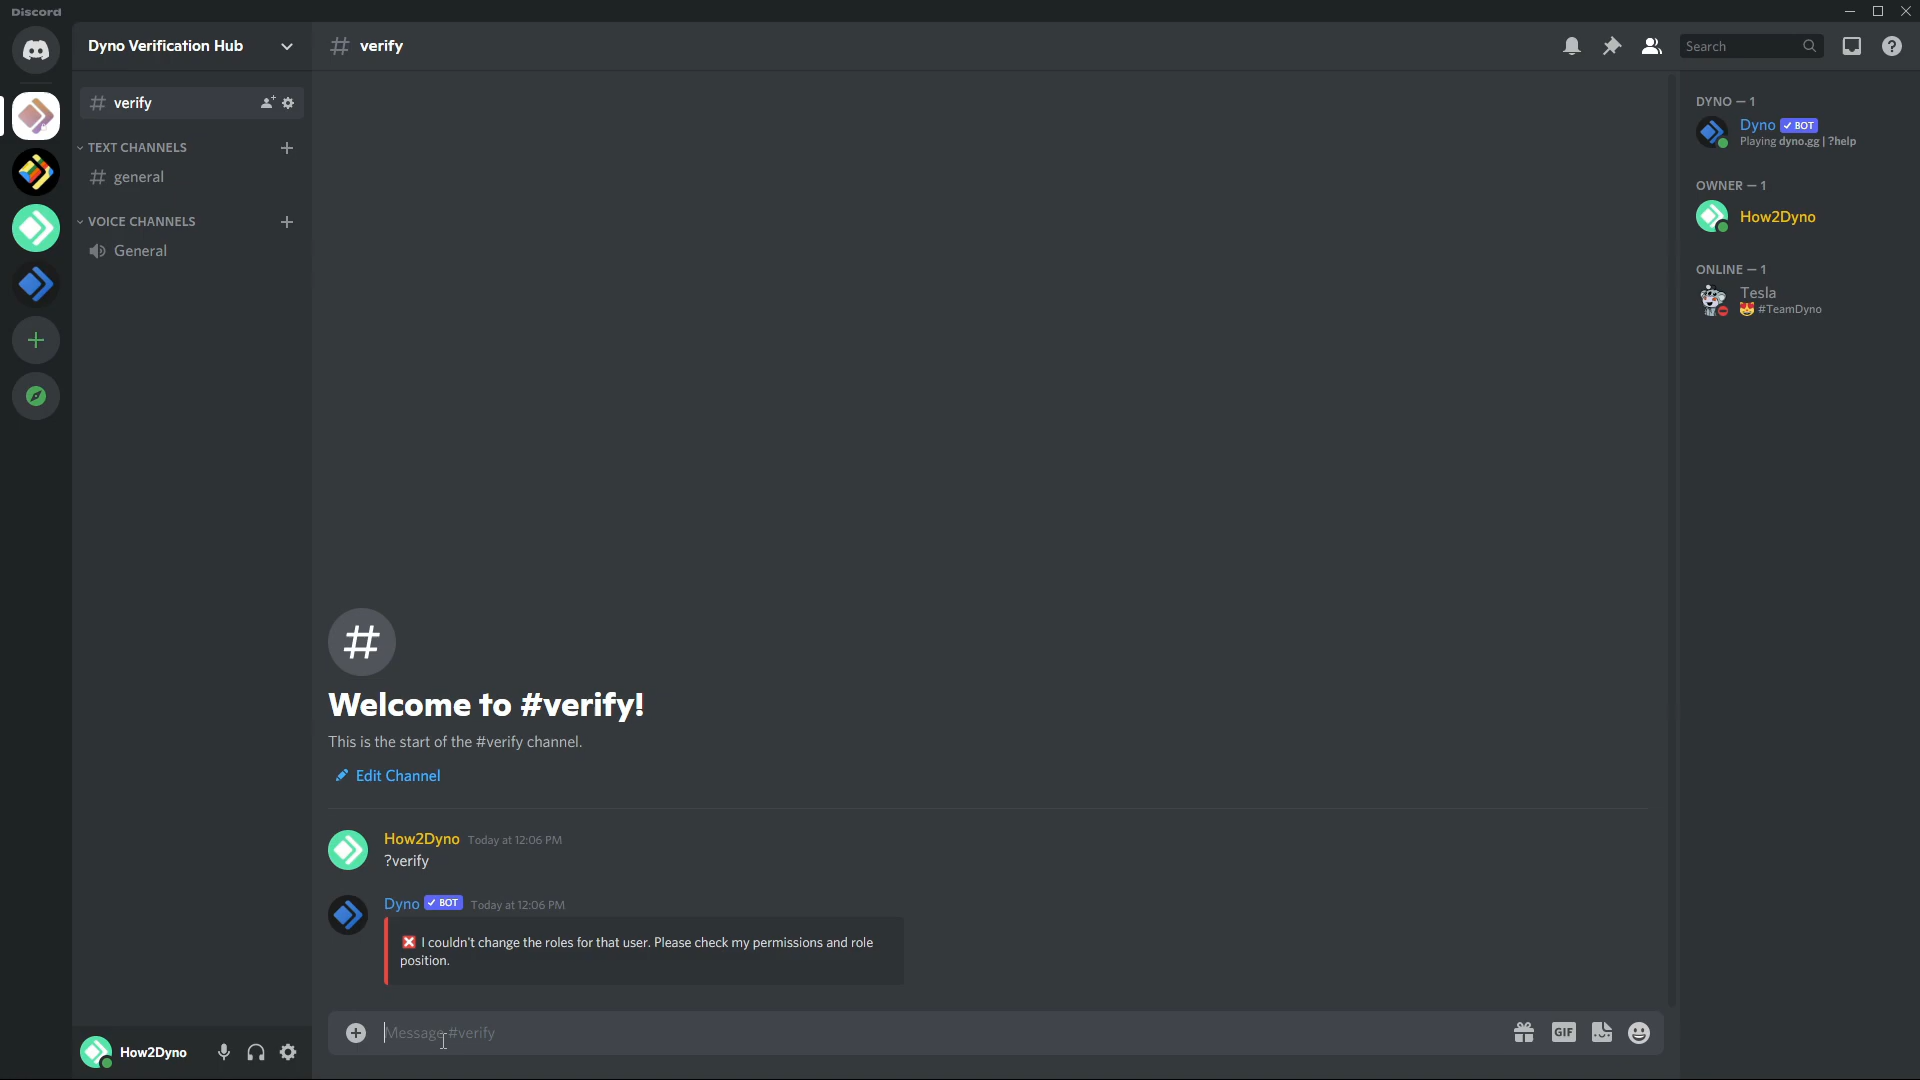 Discord
Dyno Verification Hub
verify
Search
verify
TEXT CHANNELS
general
VOICE CHANNELS
General
DYNO — 1
Dyno ✓ BOT
Playing dyno.gg | ?help
OWNER — 1
How2Dyno
ONLINE — 1
Tesla
😍 #TeamDyno
#
Welcome to #verify!
This is the start of the #verify channel.
Edit Channel
How2Dyno Today at 12:06 PM
?verify
Dyno ✓ BOT Today at 12:06 PM
❌ I couldn't change the roles for that user. Please check my permissions and role
position.
Message #verify
GIF
How2Dyno